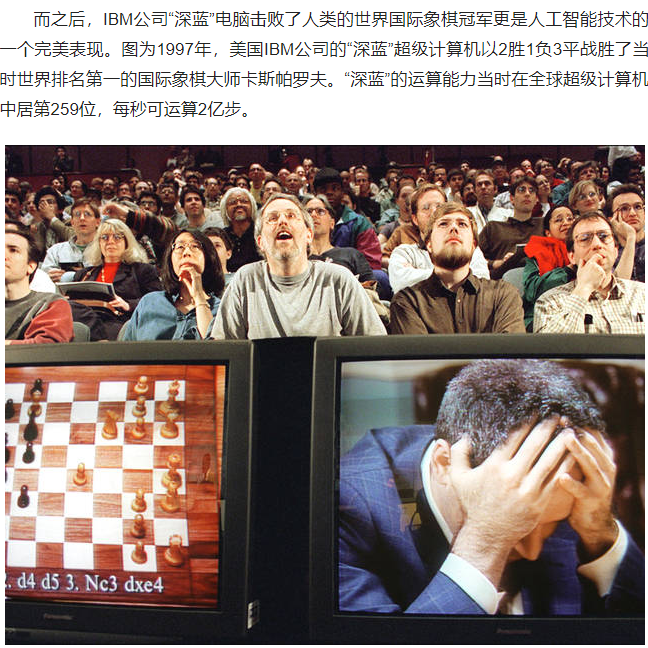 而之后，IBM公司“深蓝”电脑击败了人类的世界国际象棋冠军更是人工智能技术的
一个完美表现。图为1997年，美国IBM公司的“深蓝”超级计算机以2胜1负3平战胜了当
时世界排名第一的国际象棋大师卡斯帕罗夫。“深蓝”的运算能力当时在全球超级计算机
中居第259位，每秒可运算2亿步。
. d4 d5 3. Nc3 dxe4
Panasonic